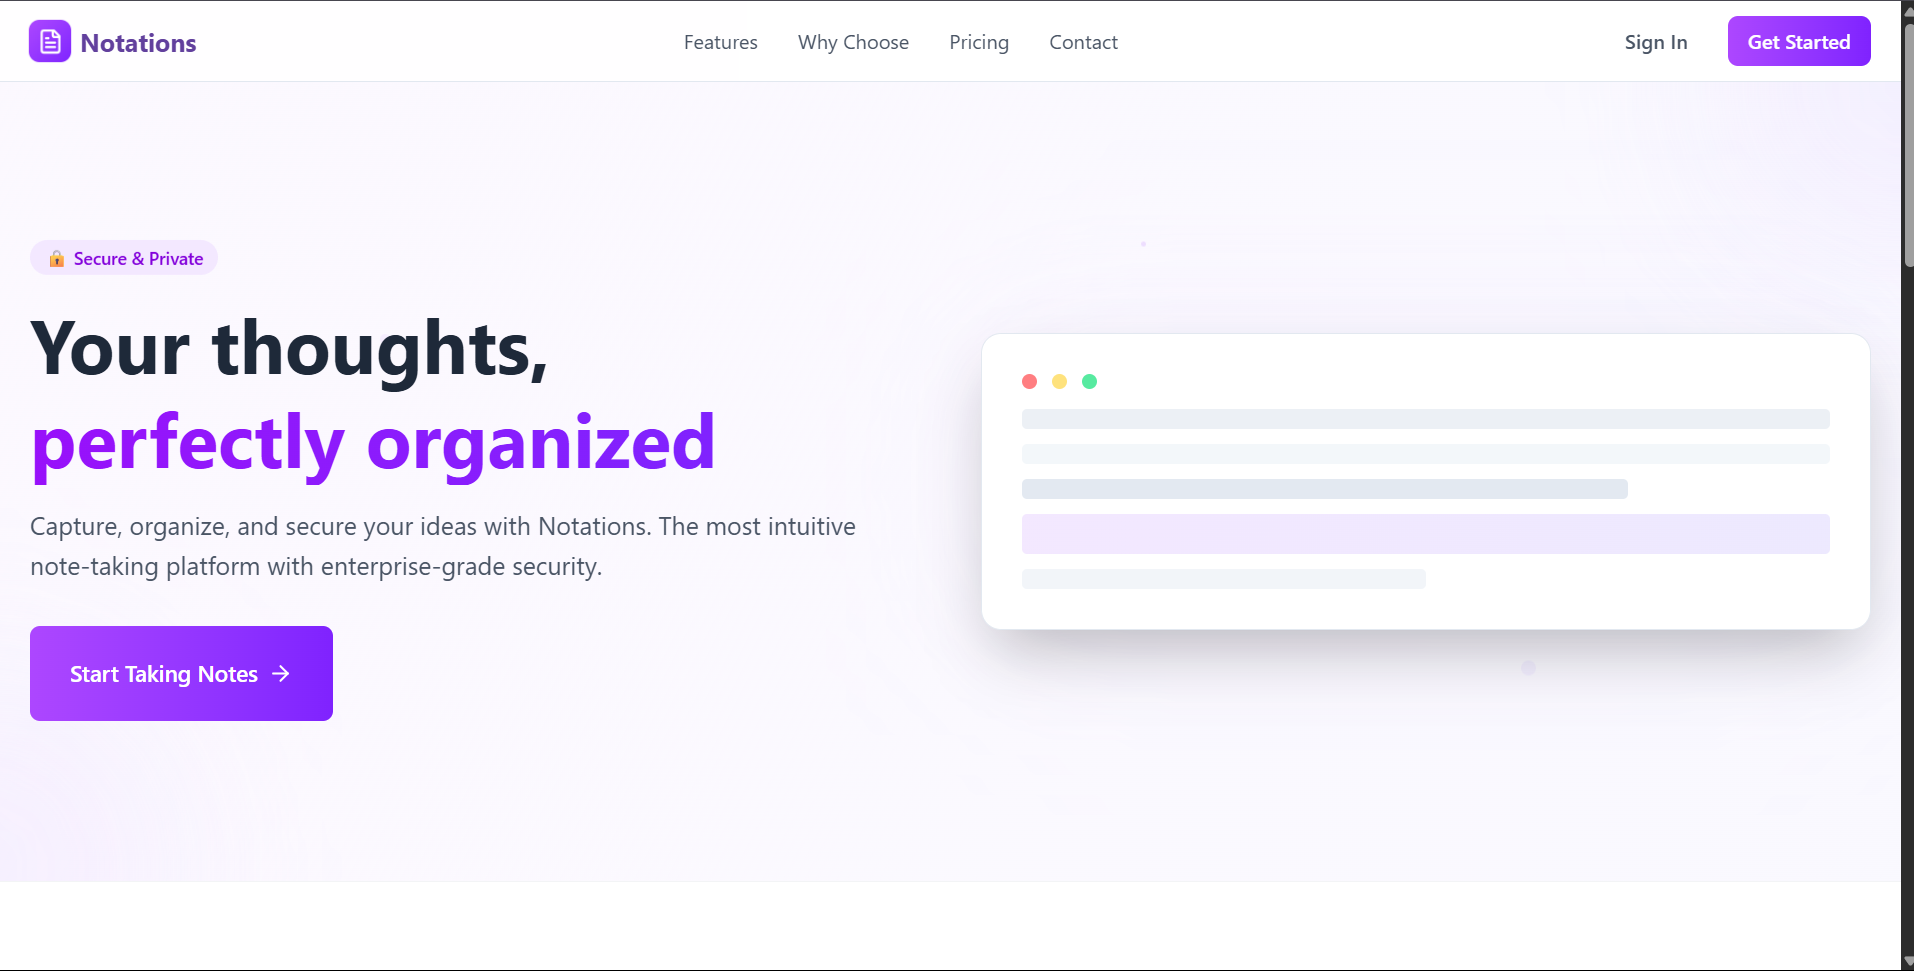 Notations
Features
Why Choose
Pricing
Contact
Sign In
Get Started
🔒 Secure & Private
Your thoughts,
perfectly organized
Capture, organize, and secure your ideas with Notations. The most intuitive
note-taking platform with enterprise-grade security.
Start Taking Notes →